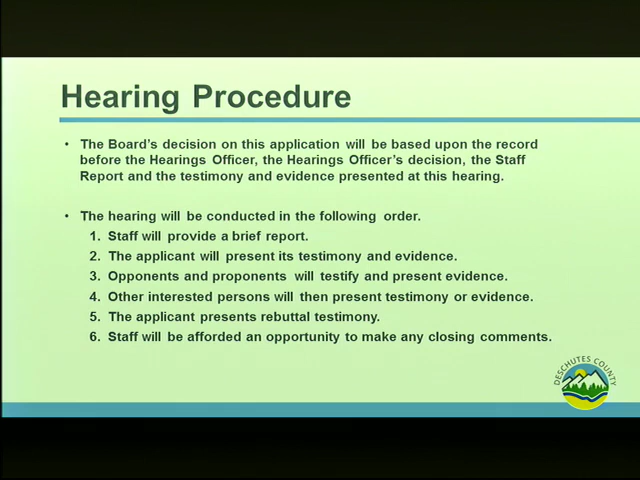 Hearing Procedure
• The Board's decision on this application will be based upon the record
before the Hearings Officer, the Hearings Officer's decision, the Staff
Report and the testimony and evidence presented at this hearing.
• The hearing will be conducted in the following order.
1. Staff will provide a brief report.
2. The applicant will present its testimony and evidence.
3. Opponents and proponents will testify and present evidence.
4. Other interested persons will then present testimony or evidence.
5. The applicant presents rebuttal testimony.
6. Staff will be afforded an opportunity to make any closing comments.
DESCHUTES COUNTY